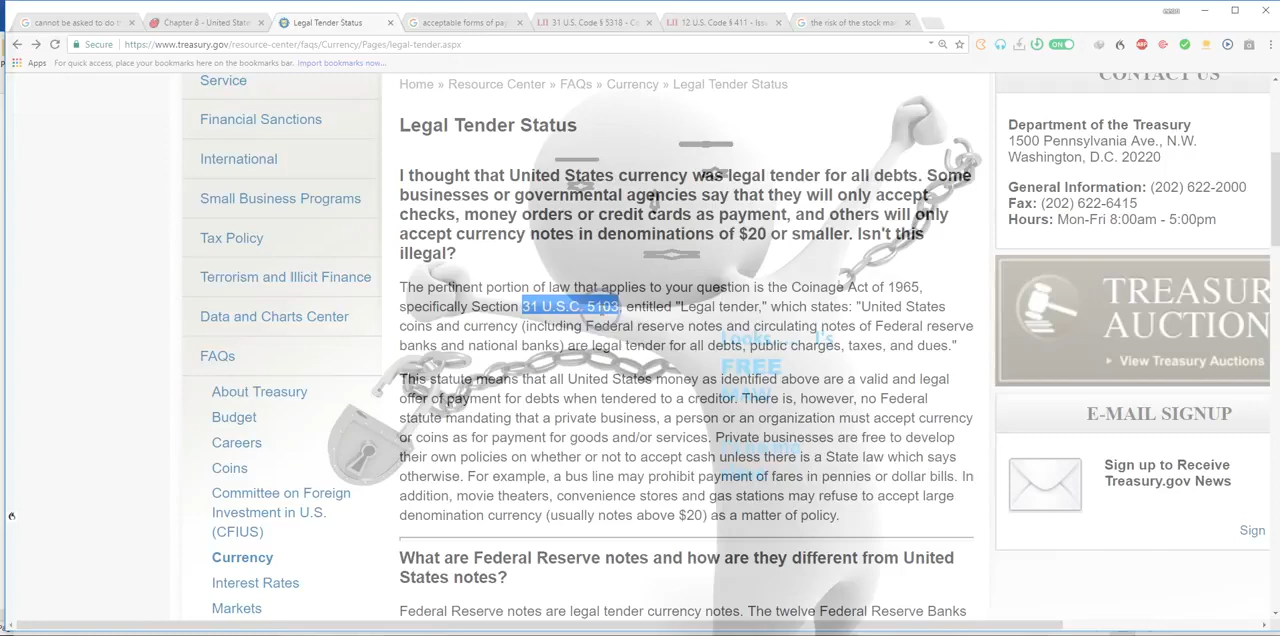 cannot be asked to do t
Chapter 8 - United State
Legal Tender Status
acceptable forms of pay
31 U.S. Code § 5318 - Co
12 U.S. Code § 411 - Iss
the risk of the stock ma
Secure
https://www.treasury.gov/resource-center/faqs/Currency/Pages/legal-tender.aspx
ON
Apps
For quick access, place your bookmarks here on the bookmarks bar. Import bookmarks now...
Service
Financial Sanctions
International
Small Business Programs
Tax Policy
Terrorism and Illicit Finance
Data and Charts Center
FAQs
About Treasury
Budget
Careers
Coins
Committee on Foreign
Investment in U.S.
(CFIUS)
Currency
Interest Rates
Markets
Home » Resource Center » FAQs » Currency » Legal Tender Status
Legal Tender Status
I thought that United States currency was legal tender for all debts. Some
businesses or governmental agencies say that they will only accept
checks, money orders or credit cards as payment, and others will only
accept currency notes in denominations of $20 or smaller. Isn't this
illegal?
The pertinent portion of law that applies to your question is the Coinage Act of 1965,
specifically Section 31 U.S.C. 5103, entitled "Legal tender," which states: "United States
coins and currency (including Federal reserve notes and circulating notes of Federal reserve
banks and national banks) are legal tender for all debts, public charges, taxes, and dues."
This statute means that all United States money as identified above are a valid and legal
offer of payment for debts when tendered to a creditor. There is, however, no Federal
statute mandating that a private business, a person or an organization must accept currency
or coins as for payment for goods and/or services. Private businesses are free to develop
their own policies on whether or not to accept cash unless there is a State law which says
otherwise. For example, a bus line may prohibit payment of fares in pennies or dollar bills. In
addition, movie theaters, convenience stores and gas stations may refuse to accept large
denomination currency (usually notes above $20) as a matter of policy.
What are Federal Reserve notes and how are they different from United
States notes?
Federal Reserve notes are legal tender currency notes. The twelve Federal Reserve Banks
FREE
CONTACT US
Department of the Treasury
1500 Pennsylvania Ave., N.W.
Washington, D.C. 20220
General Information: (202) 622-2000
Fax: (202) 622-6415
Hours: Mon-Fri 8:00am - 5:00pm
TREASUR
AUCTION
View Treasury Auctions
E-MAIL SIGNUP
Sign up to Receive
Treasury.gov News
Sign